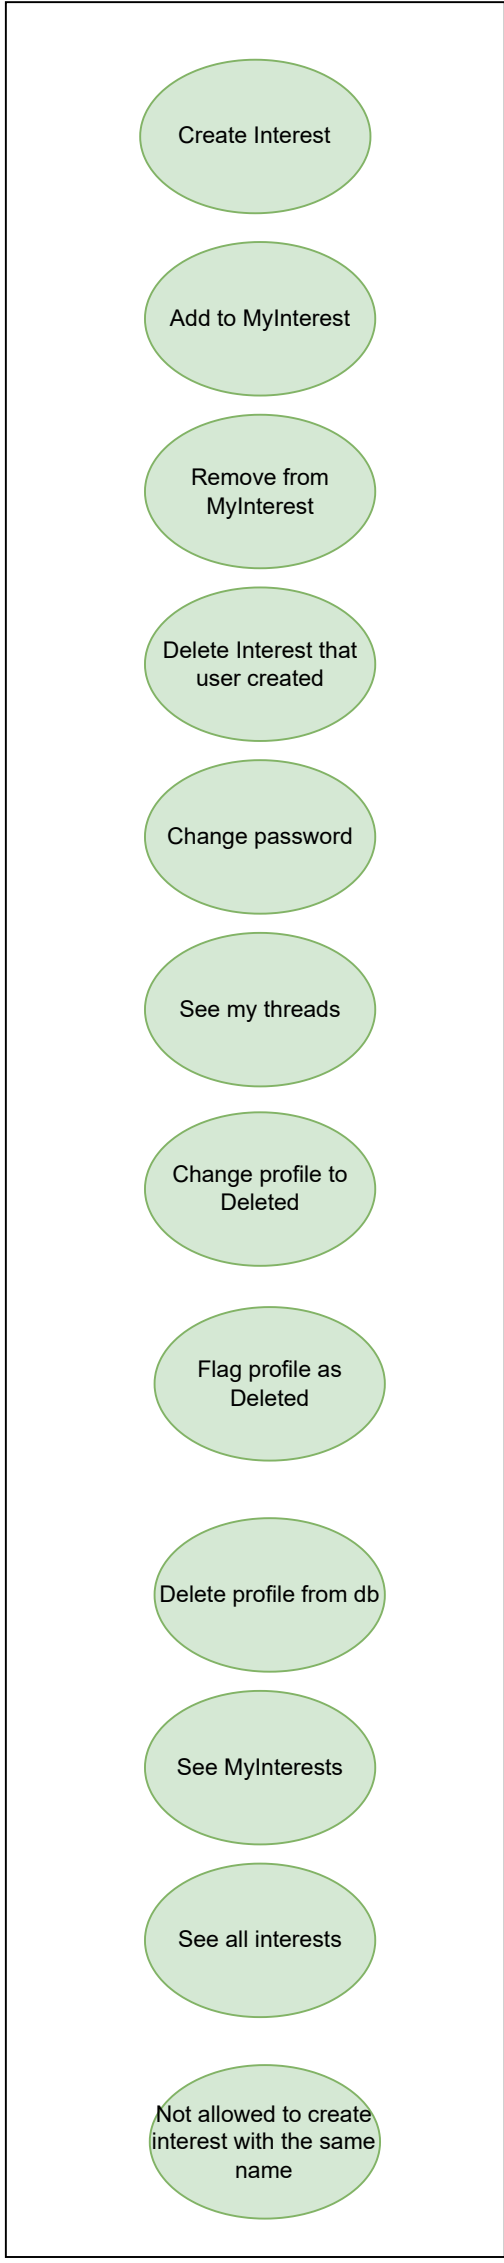 Create Interest
Add to MyInterest
Remove from
MyInterest
Delete Interest that
user created
Change password
See my threads
Change profile to
Deleted
Flag profile as
Deleted
Delete profile from db
See MyInterests
See all interests
Not allowed to create
interest with the same
name